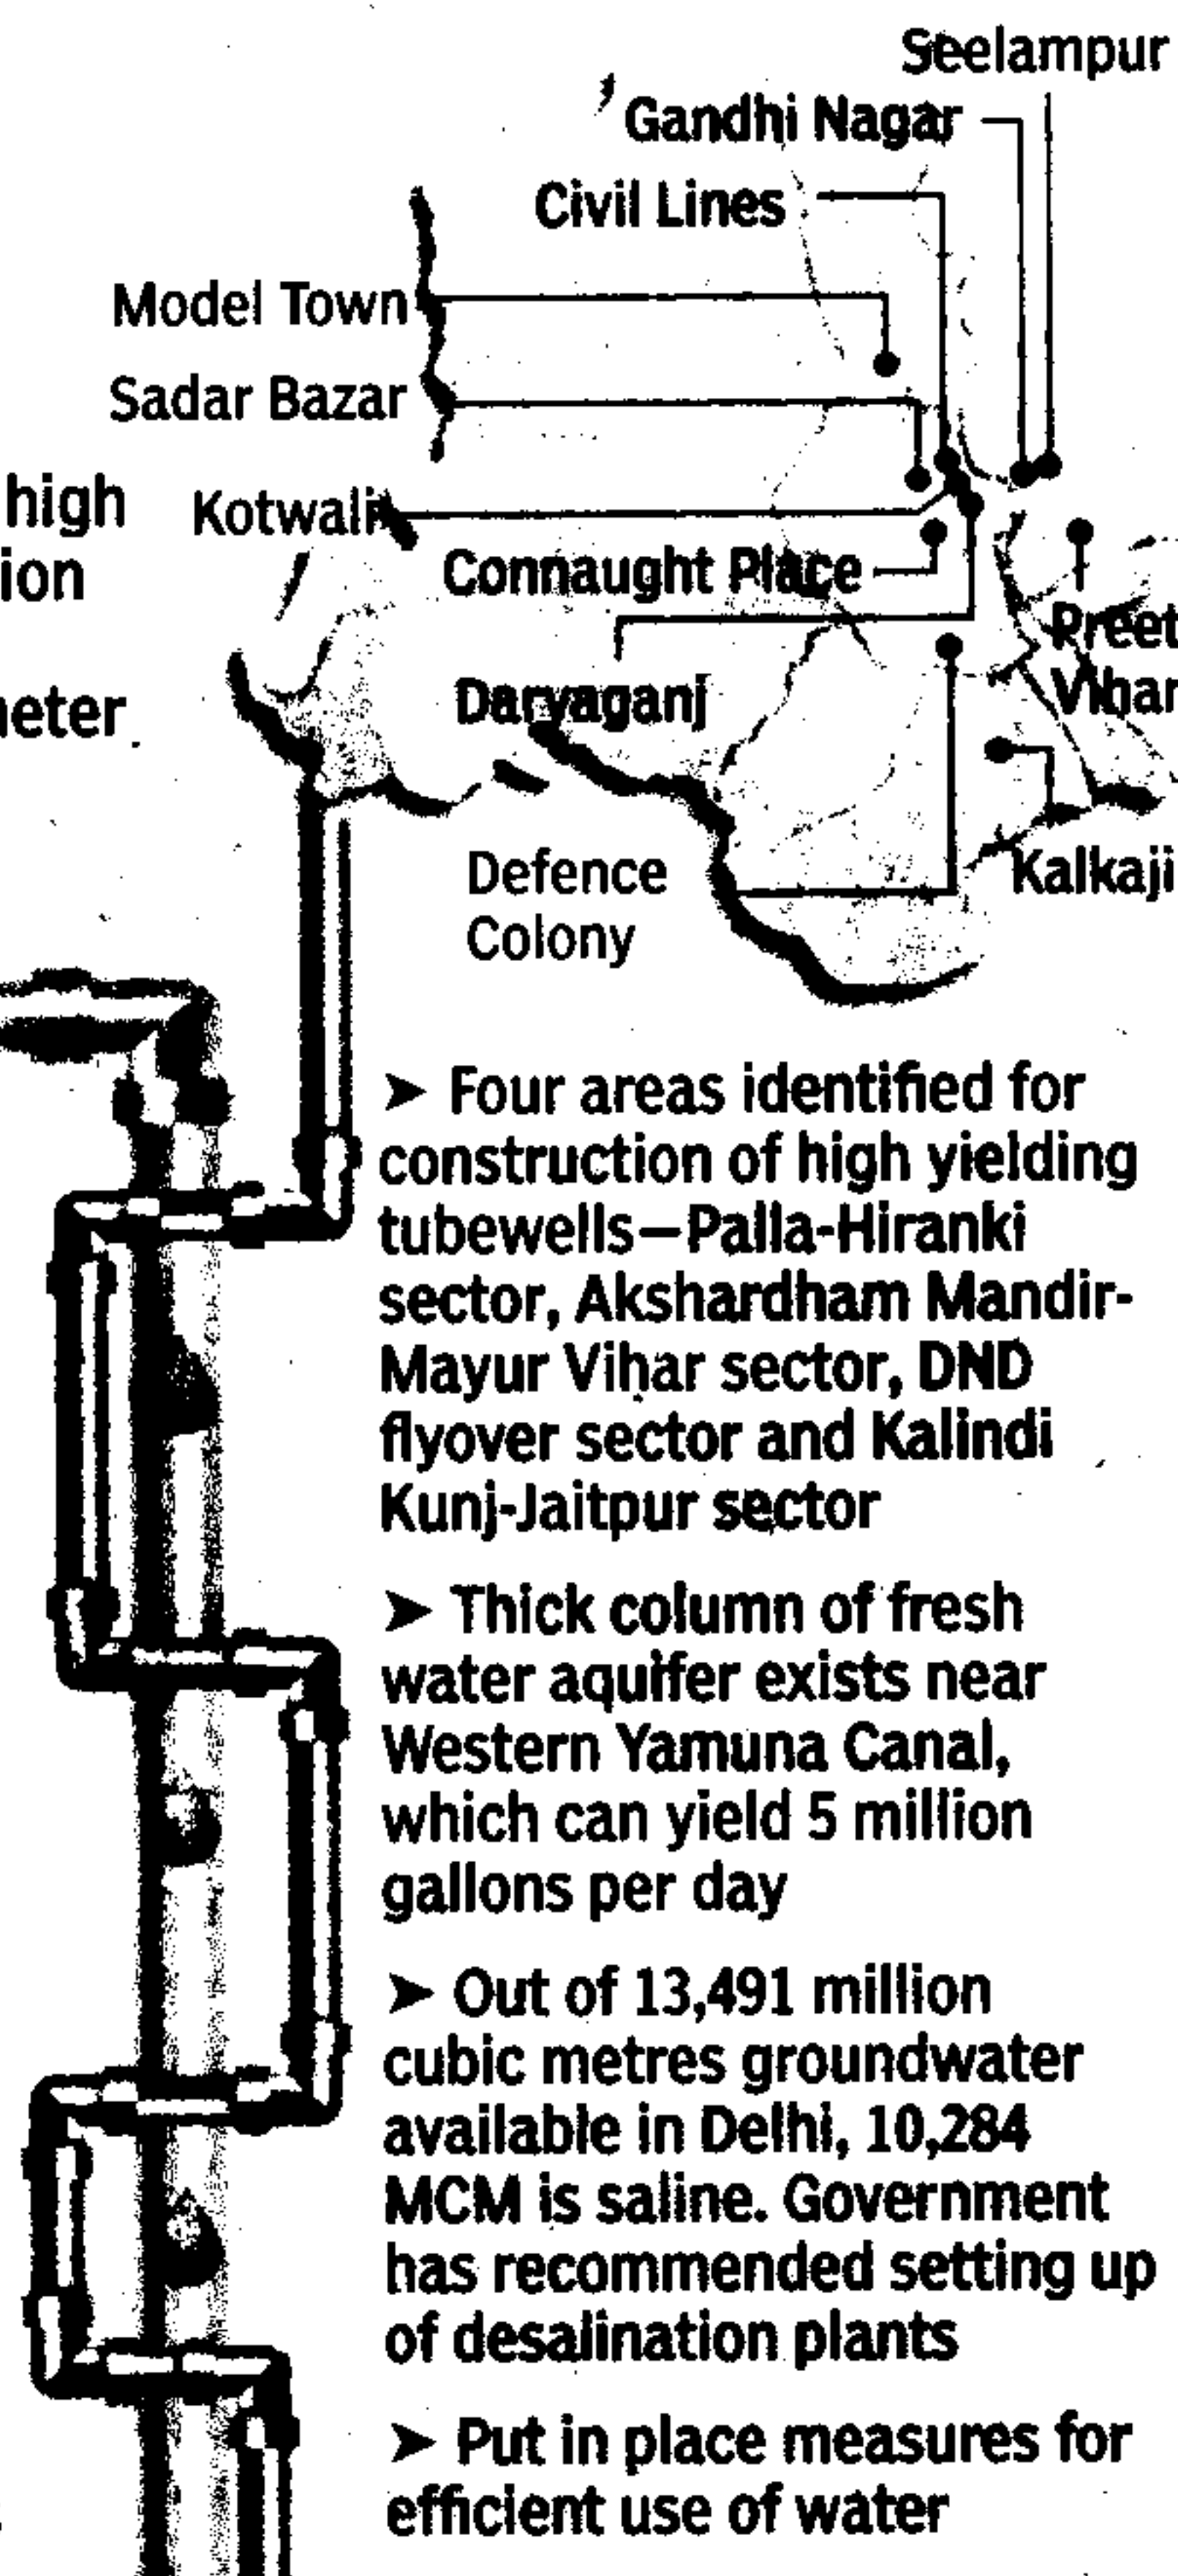 Seelampur
Gandhi Nagar
Civil Lines
Model Town
Sadar Bazar
high
Kotwali
ion
Connaught Place
Preet
Vihar
eter
Daryaganj
Defence
Colony
Kalkaji
➤ Four areas identified for
construction of high yielding
tubewells—Palla-Hiranki
sector, Akshardham Mandir-
Mayur Vihar sector, DND
flyover sector and Kalindi
Kunj-Jaitpur sector
➤ Thick column of fresh
water aquifer exists near
Western Yamuna Canal,
which can yield 5 million
gallons per day
➤ Out of 13,491 million
cubic metres groundwater
available in Delhi, 10,284
MCM is saline. Government
has recommended setting up
of desalination plants
➤ Put in place measures for
efficient use of water